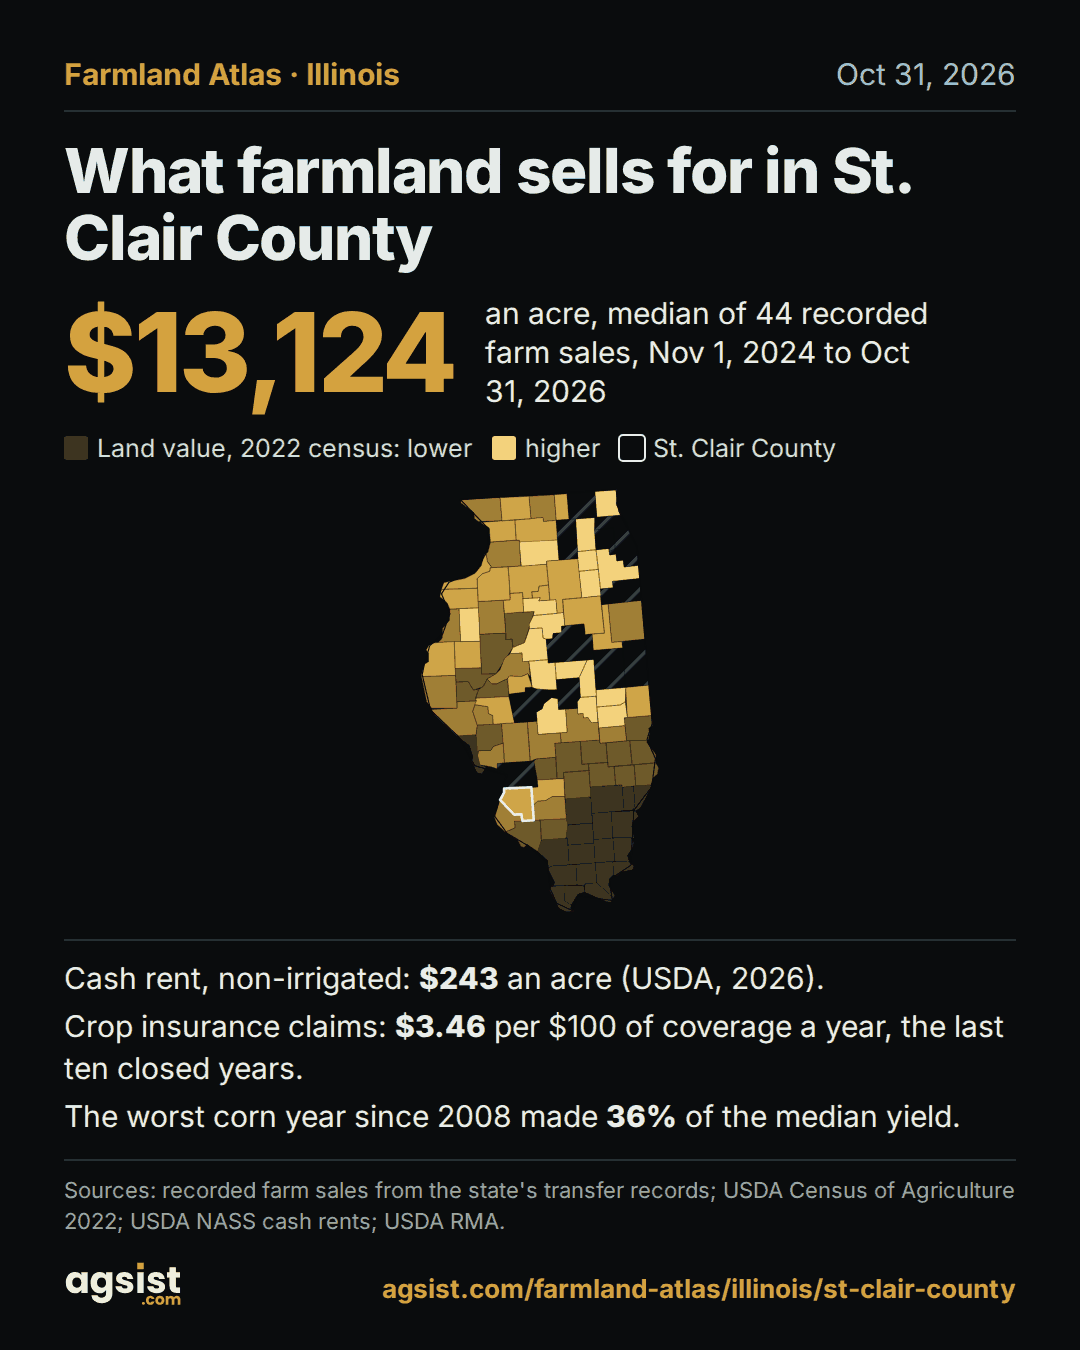 Farmland Atlas · Illinois
Oct 31, 2026
What farmland sells for in St.
Clair County
$13,124
an acre, median of 44 recorded
farm sales, Nov 1, 2024 to Oct
31, 2026
Land value, 2022 census: lower
higher
St. Clair County
Cash rent, non-irrigated: $243 an acre (USDA, 2026).
Crop insurance claims: $3.46 per $100 of coverage a year, the last
ten closed years.
The worst corn year since 2008 made 36% of the median yield.
Sources: recorded farm sales from the state's transfer records; USDA Census of Agriculture
2022; USDA NASS cash rents; USDA RMA.
agsist
.com
agsist.com/farmland-atlas/illinois/st-clair-county